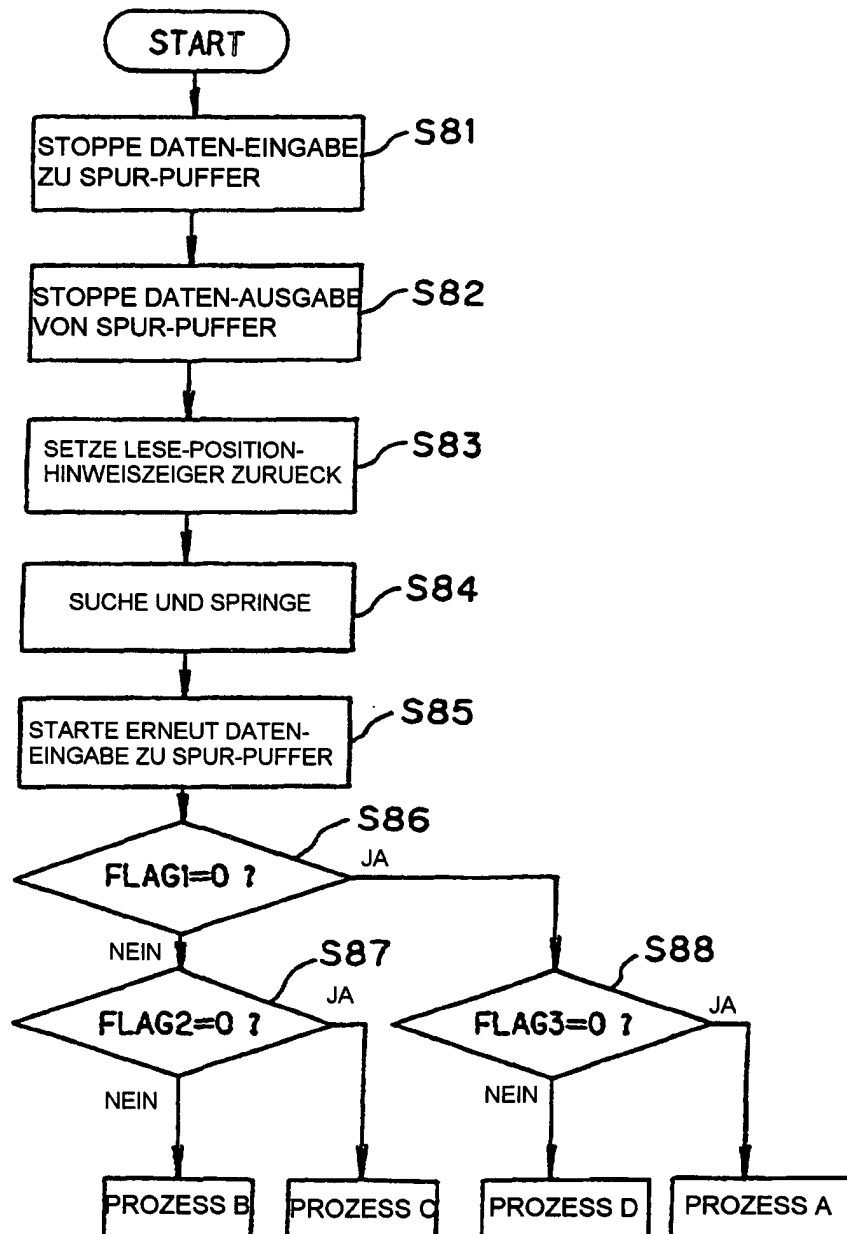 START
STOPPE DATEN-EINGABE
ZU SPUR-PUFFER
S81
STOPPE DATEN-AUSGABE
VON SPUR-PUFFER
S82
SETZE LESE-POSITION-
HINWEISZEIGER ZURUECK
S83
SUCHE UND SPRINGE
S84
STARTE ERNEUT DATEN-
EINGABE ZU SPUR-PUFFER
S85
FLAG1=0 ?
S86
JA
NEIN
FLAG2=0 ?
S87
JA
NEIN
FLAG3=0 ?
S88
JA
NEIN
PROZESS B
PROZESS C
PROZESS D
PROZESS A